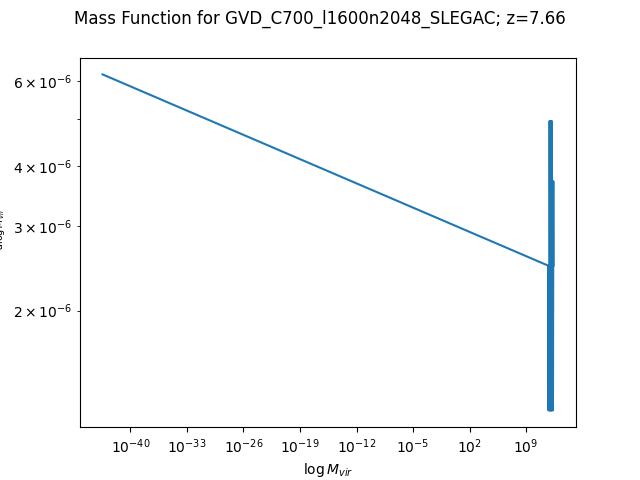 Mass Function for GVD_C700_l1600n2048_SLEGAC; z=7.66
6 × 10⁻⁶
4 × 10⁻⁶
3 × 10⁻⁶
2 × 10⁻⁶
10⁻⁴⁰ 10⁻³³ 10⁻²⁶ 10⁻¹⁹ 10⁻¹² 10⁻⁵ 10² 10⁹
log M_vir